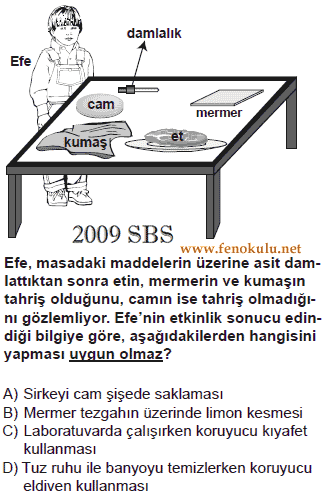 damlalık
Efe
cam
mermer
kumaş
et
2009 SBS
www.fenokulu.net
Efe, masadaki maddelerin üzerine asit dam-
lattıktan sonra etin, mermerin ve kumaşın
tahriş olduğunu, camın ise tahriş olmadığı-
nı gözlemliyor. Efe'nin etkinlik sonucu edin-
diği bilgiye göre, aşağıdakilerden hangisini
yapması uygun olmaz?
A) Sirkeyi cam şişede saklaması
B) Mermer tezgahın üzerinde limon kesmesi
C) Laboratuvarda çalışırken koruyucu kıyafet
kullanması
D) Tuz ruhu ile banyoyu temizlerken koruyucu
eldiven kullanması